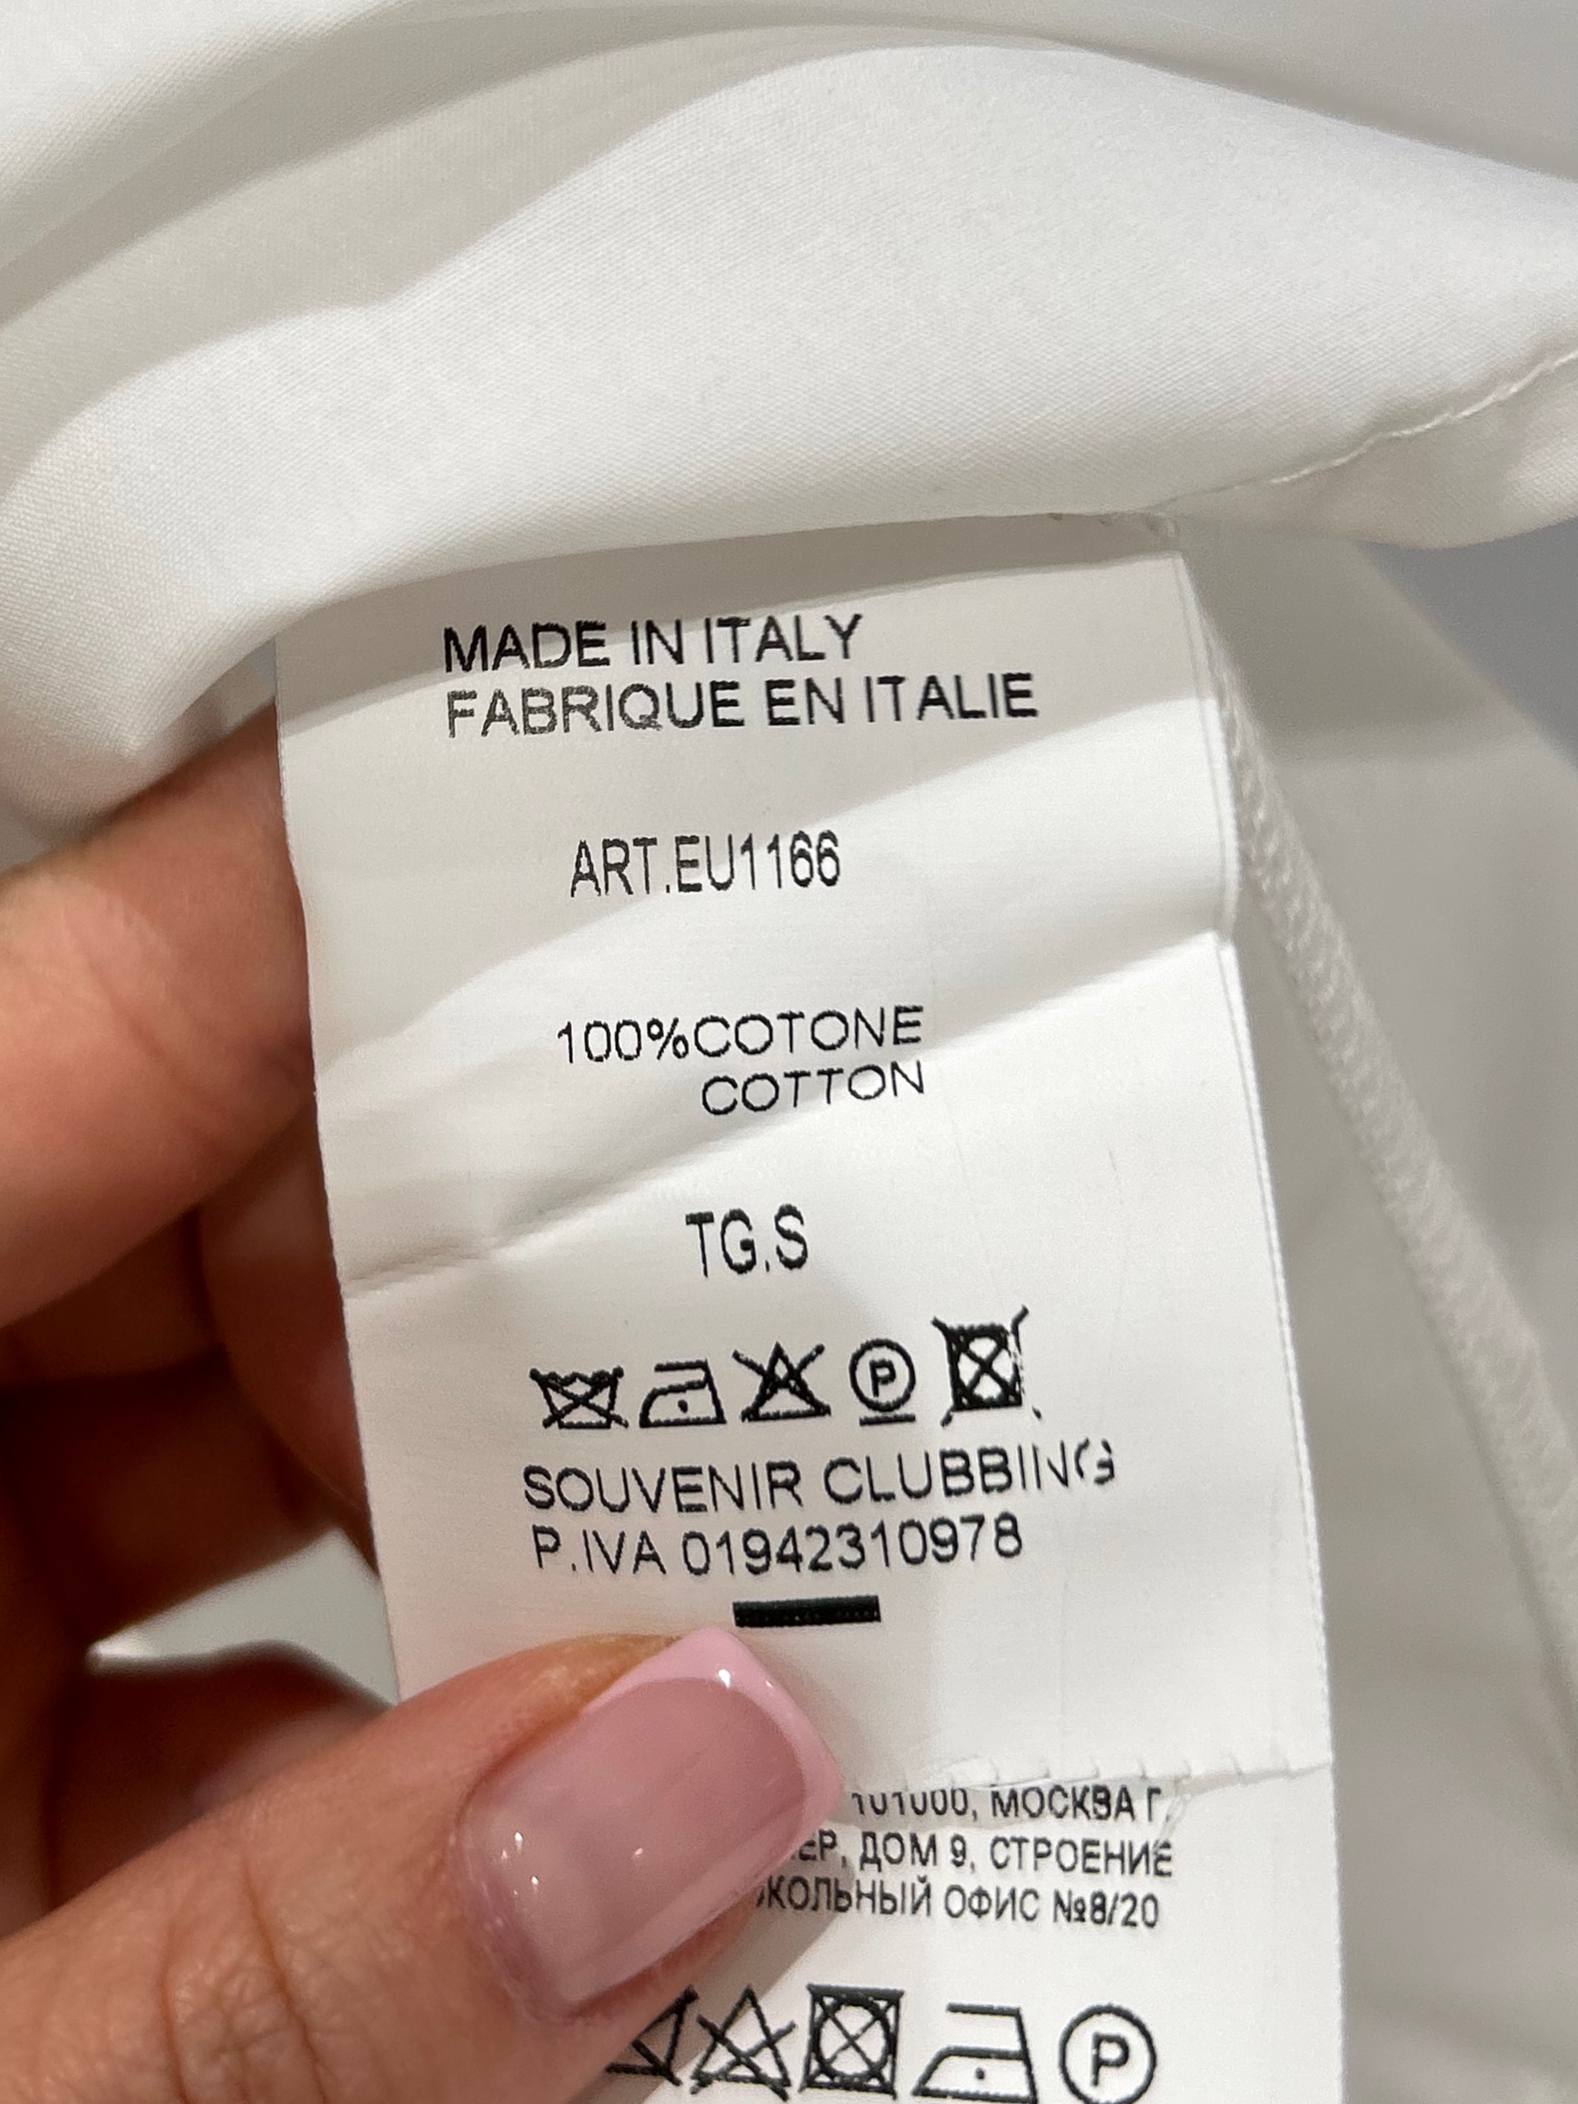 MADE IN ITALY
FABRIQUE EN ITALIE
ART.EU1166
100%COTONE
COTTON
TG.S
P
SOUVENIR CLUBBING
P.IVA 01942310978
101000, МОСКВА Г,
ДОМ 9, СТРОЕНИЕ
ОФИС №8/20
P